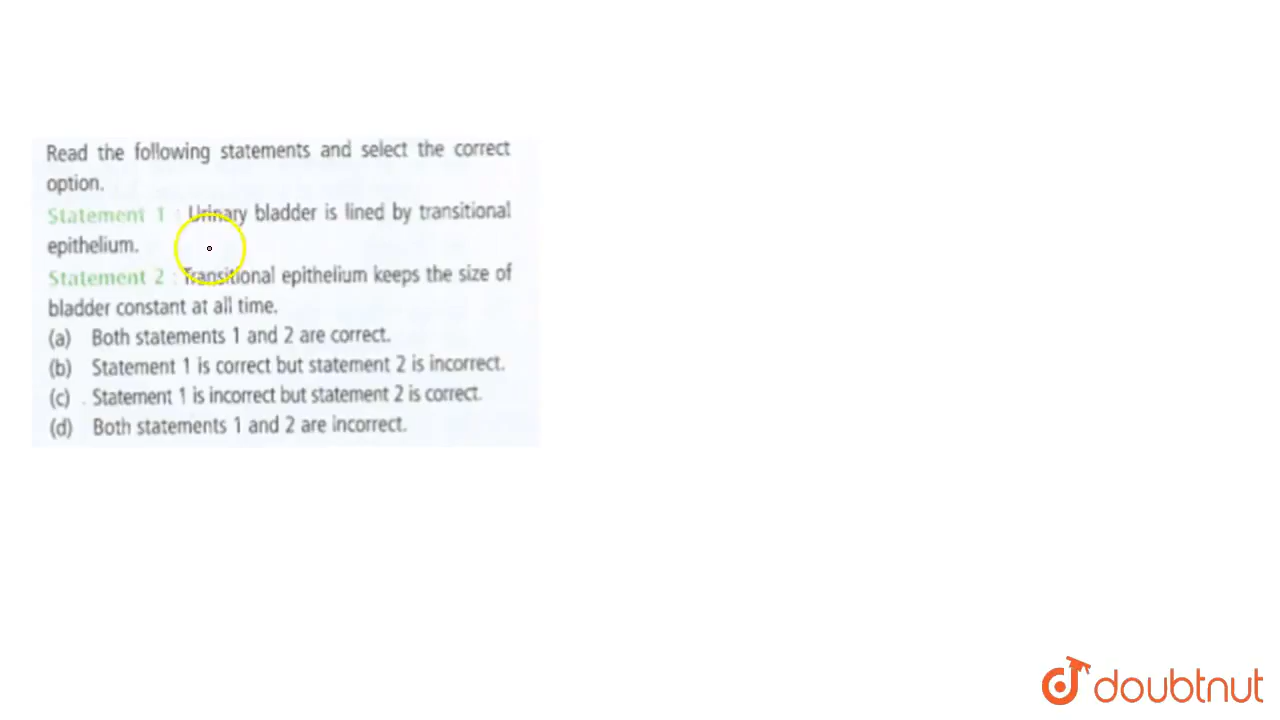 Read the following statements and select the correct
option.
Statement 1 : Urinary bladder is lined by transitional
epithelium.
Statement 2 : Transitional epithelium keeps the size of
bladder constant at all time.
(a) Both statements 1 and 2 are correct.
(b) Statement 1 is correct but statement 2 is incorrect.
(c) Statement 1 is incorrect but statement 2 is correct.
(d) Both statements 1 and 2 are incorrect.
doubtnut